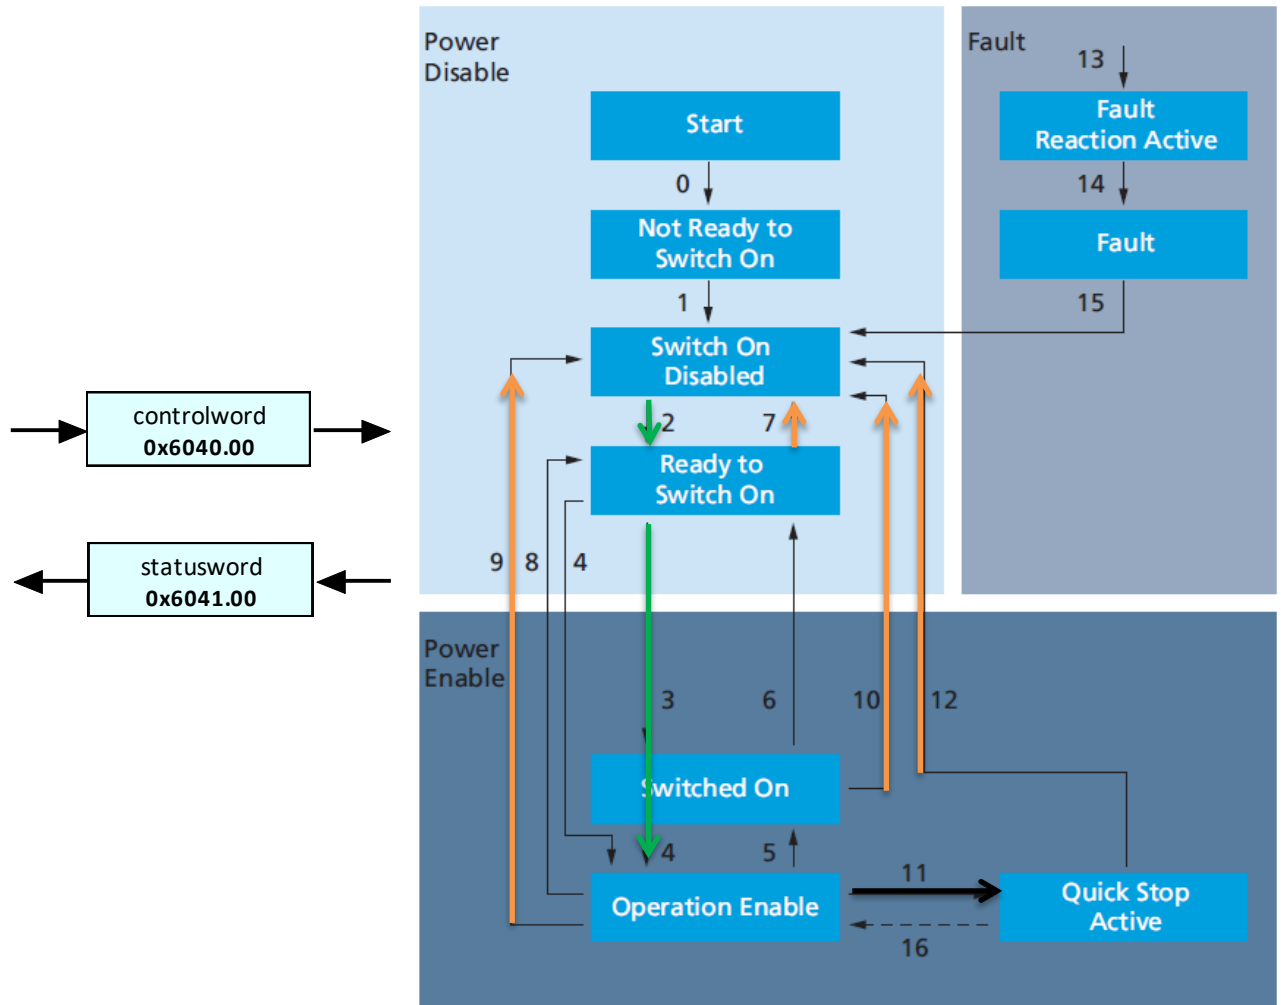 Power
Disable
Fault
13
Start
Fault
Reaction Active
0
14
Not Ready to
Switch On
Fault
1
15
Switch On
Disabled
controlword
0x6040.00
2
7
Ready to
Switch On
statusword
0x6041.00
9
8
4
Power
Enable
3
6
10
12
Switched On
4
5
11
Operation Enable
Quick Stop
Active
16